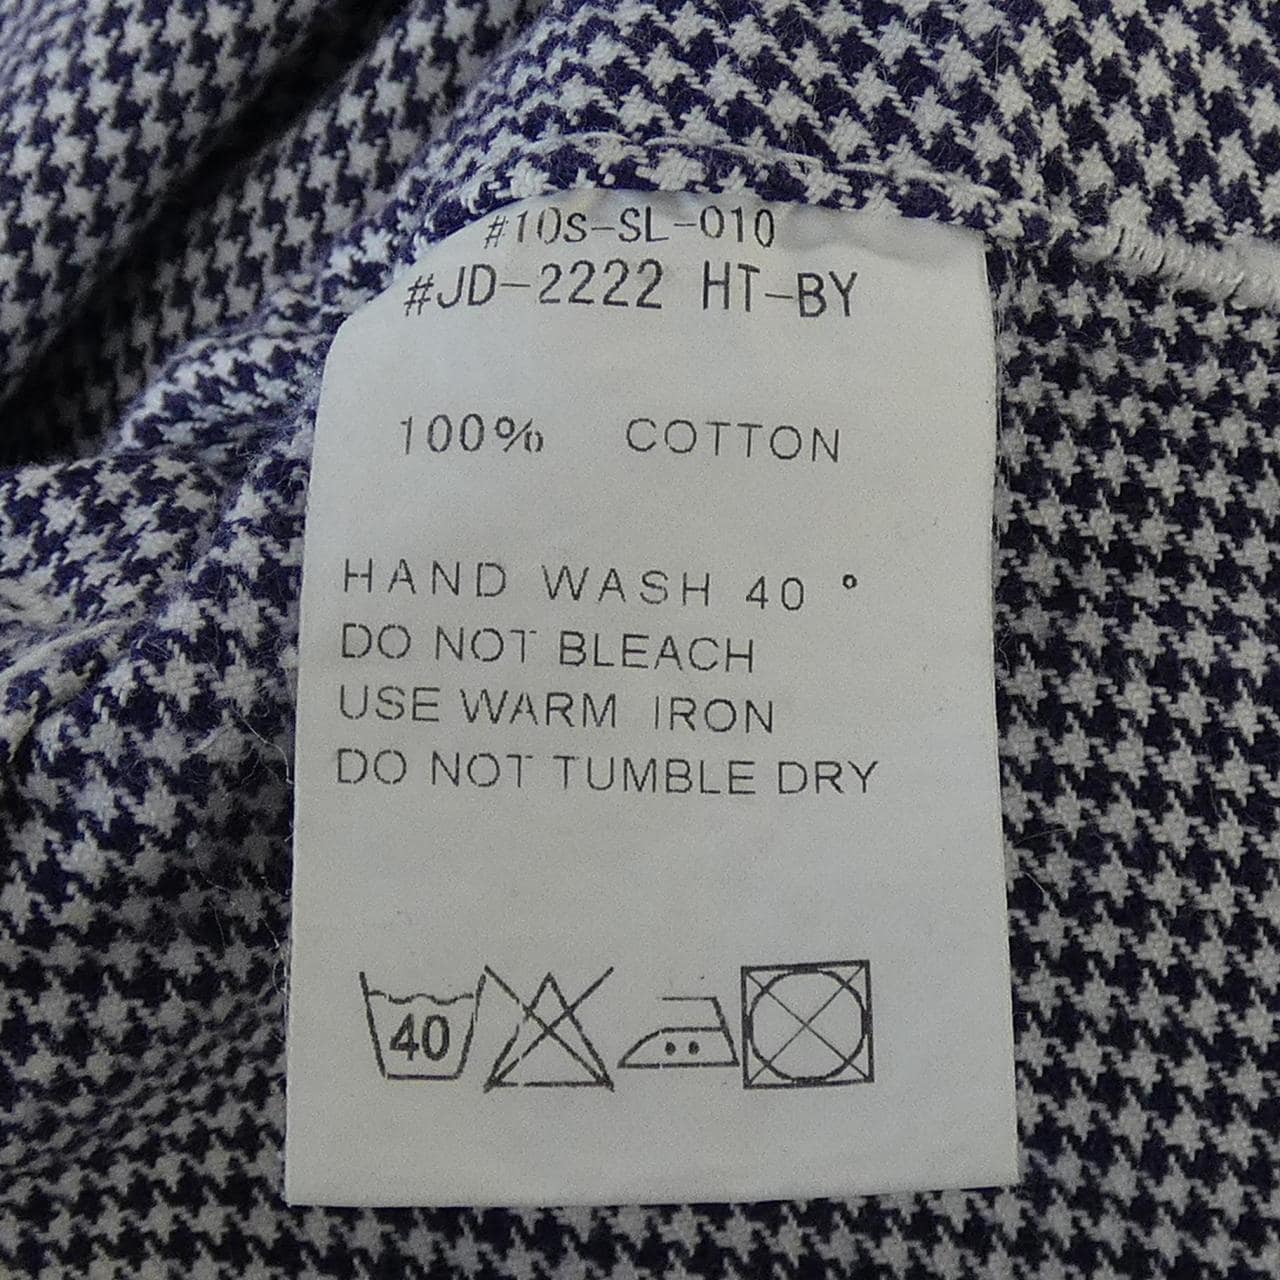 #10S-SL-010
#JD-2222 HT-BY
100% COTTON
HAND WASH 40 °
DO NOT BLEACH
USE WARM IRON
DO NOT TUMBLE DRY
40